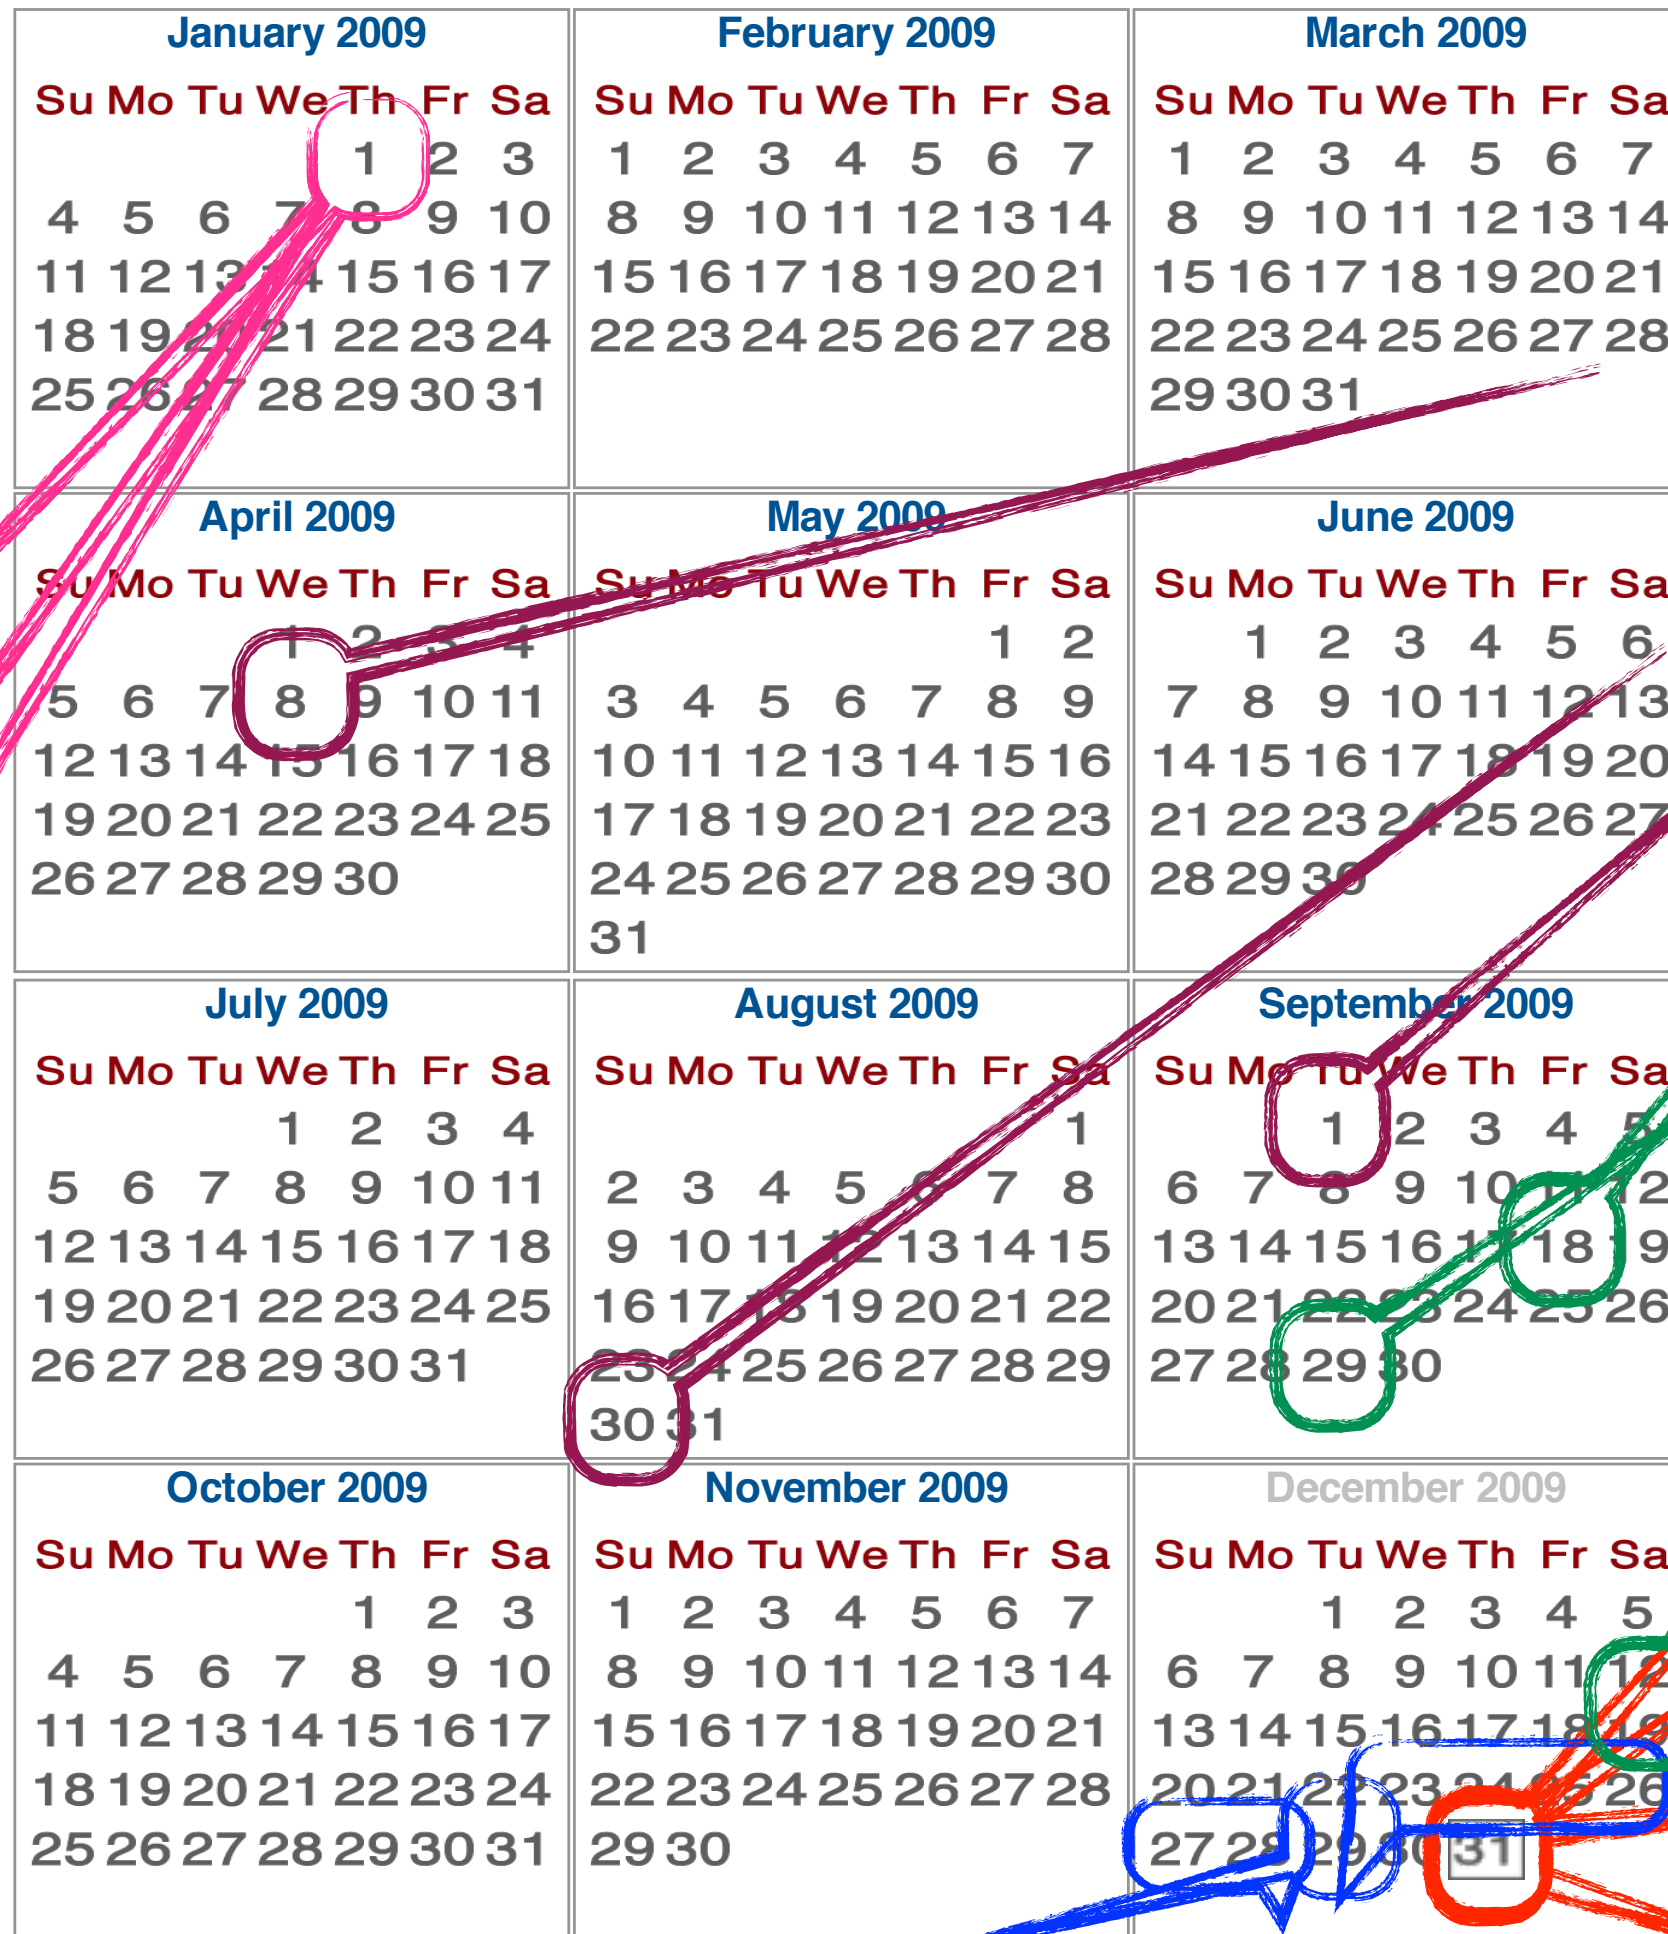 January 2009 February 2009 March 2009
Su Mo Tu We Th Fr Sa Su Mo Tu We Th Fr Sa Su Mo Tu We Th Fr Sa
1 2 3 1 2 3 4 5 6 7 1 2 3 4 5 6 7
4 5 6 7 8 9 10 8 9 10 11 12 13 14 8 9 10 11 12 13 14
11 12 13 14 15 16 17 15 16 17 18 19 20 21 15 16 17 18 19 20 21
18 19 20 21 22 23 24 22 23 24 25 26 27 28 22 23 24 25 26 27 28
25 26 27 28 29 30 31 29 30 31
April 2009 May 2009 June 2009
Su Mo Tu We Th Fr Sa Su Mo Tu We Th Fr Sa Su Mo Tu We Th Fr Sa
1 2 3 4 1 2 1 2 3 4 5 6
5 6 7 8 9 10 11 3 4 5 6 7 8 9 7 8 9 10 11 12 13
12 13 14 15 16 17 18 10 11 12 13 14 15 16 14 15 16 17 18 19 20
19 20 21 22 23 24 25 17 18 19 20 21 22 23 21 22 23 24 25 26 27
26 27 28 29 30 24 25 26 27 28 29 30 28 29 30
31
July 2009 August 2009 September 2009
Su Mo Tu We Th Fr Sa Su Mo Tu We Th Fr Sa Su Mo Tu We Th Fr Sa
1 2 3 4 1 1 2 3 4 5
5 6 7 8 9 10 11 2 3 4 5 6 7 8 6 7 8 9 10 11 12
12 13 14 15 16 17 18 9 10 11 12 13 14 15 13 14 15 16 17 18 19
19 20 21 22 23 24 25 16 17 18 19 20 21 22 20 21 22 23 24 25 26
26 27 28 29 30 31 23 24 25 26 27 28 29 27 28 29 30
30 31
October 2009 November 2009 December 2009
Su Mo Tu We Th Fr Sa Su Mo Tu We Th Fr Sa Su Mo Tu We Th Fr Sa
1 2 3 1 2 3 4 5 6 7 1 2 3 4 5
4 5 6 7 8 9 10 8 9 10 11 12 13 14 6 7 8 9 10 11 12
11 12 13 14 15 16 17 15 16 17 18 19 20 21 13 14 15 16 17 18 19
18 19 20 21 22 23 24 22 23 24 25 26 27 28 20 21 22 23 24 25 26
25 26 27 28 29 30 31 29 30 27 28 29 30 31